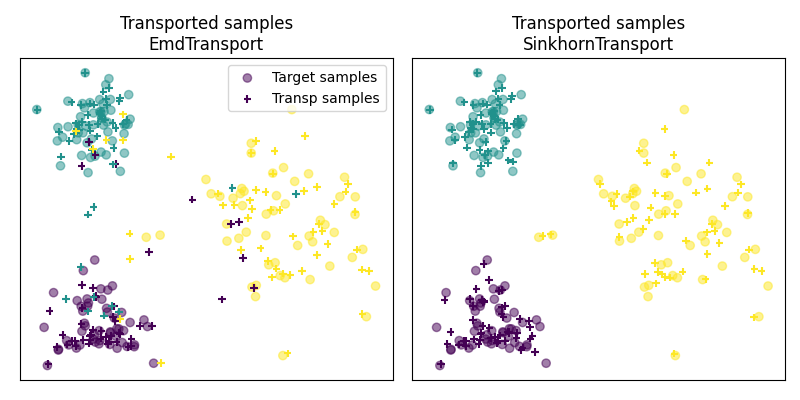 Transported samples
EmdTransport
Target samples
Transp samples
Transported samples
SinkhornTransport